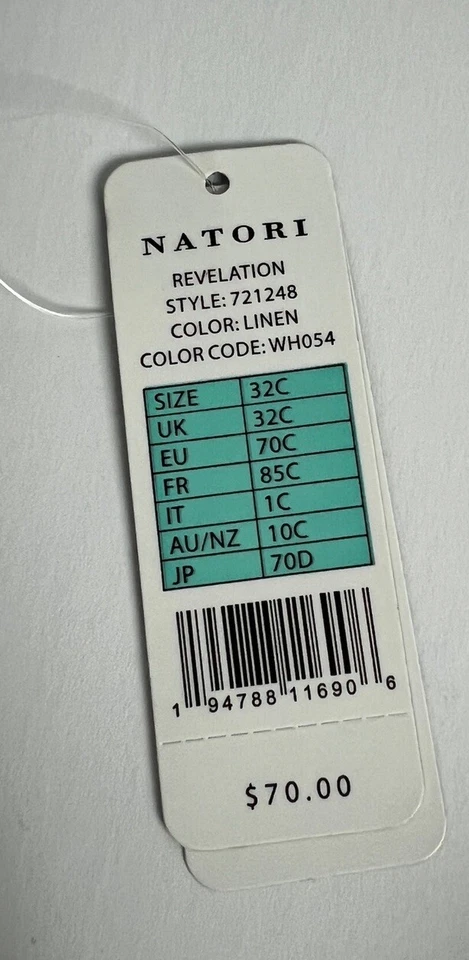 NATORI
REVELATION
STYLE: 721248
COLOR: LINEN
COLOR CODE: WH054
SIZE 32C
UK 32C
EU 70C
FR 85C
IT 1C
AU/NZ 10C
JP 70D
1 94788 11690 6
$70.00